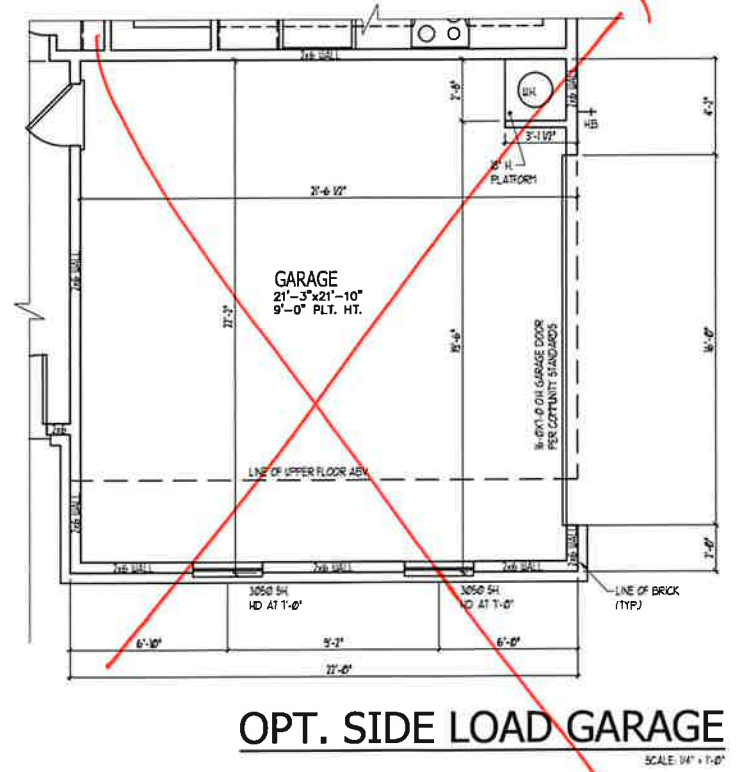 2x6 WALL
2'-8"
W.H.
2x6 WALL
H.B.
4'-2"
3'-1 1/2"
18" H.
PLATFORM
21'-6 1/2"
2x6 WALL
GARAGE
21'-3"x21'-10"
9'-0" PLT. HT.
22'-2"
19'-6"
16'-0"X7'-0 OH GARAGE DOOR
PER COMMUNITY STANDARDS
16'-0"
2x6
LINE OF UPPER FLOOR ABV.
2x6 WALL
2x6 WALL
2'-0"
2x6 WALL
2x6 WALL
2x6 WALL
3050 SH.
HD AT 7'-0"
3050 SH.
HD AT 7'-0"
LINE OF BRICK
(TYP.)
6'-10"
9'-2"
6'-0"
22'-0"
OPT. SIDE LOAD GARAGE
SCALE: 1/4" = 1'-0"